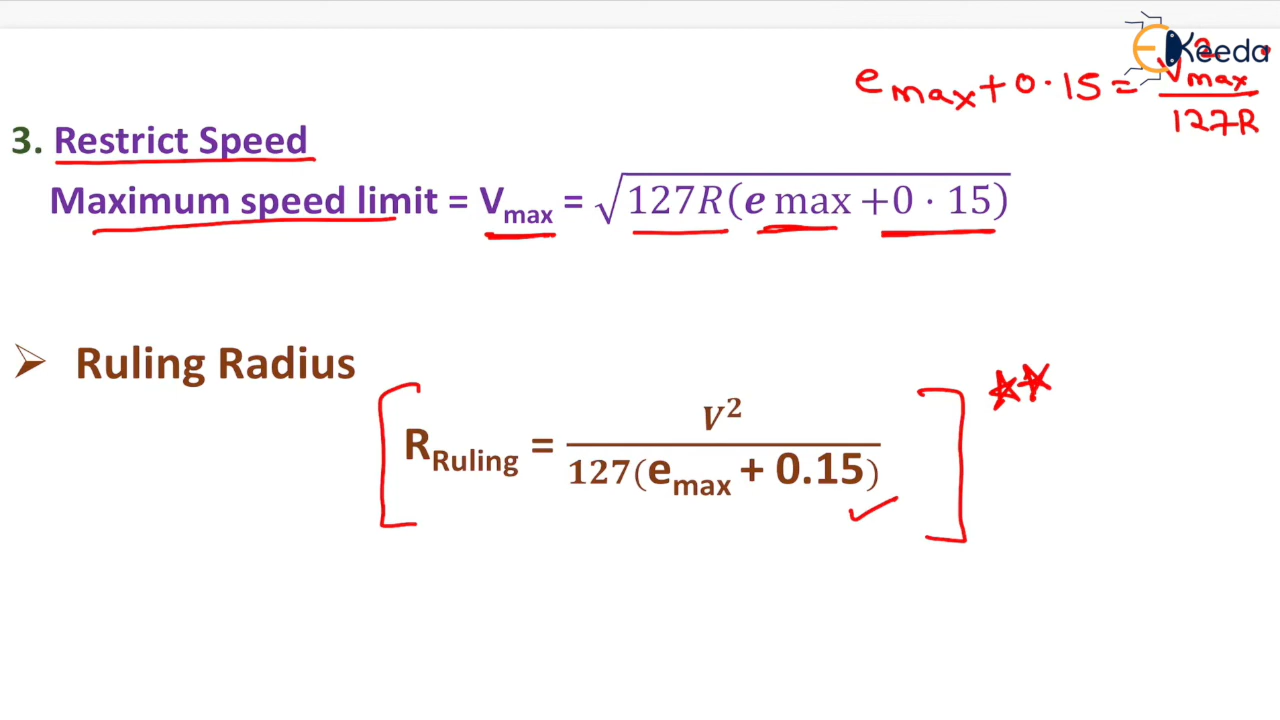 EKeeda
e max + 0.15 = V²max / 127R
3. Restrict Speed
Maximum speed limit = Vmax = √127R(e max +0 · 15)
➢ Ruling Radius
RRuling = V² / 127(emax + 0.15)